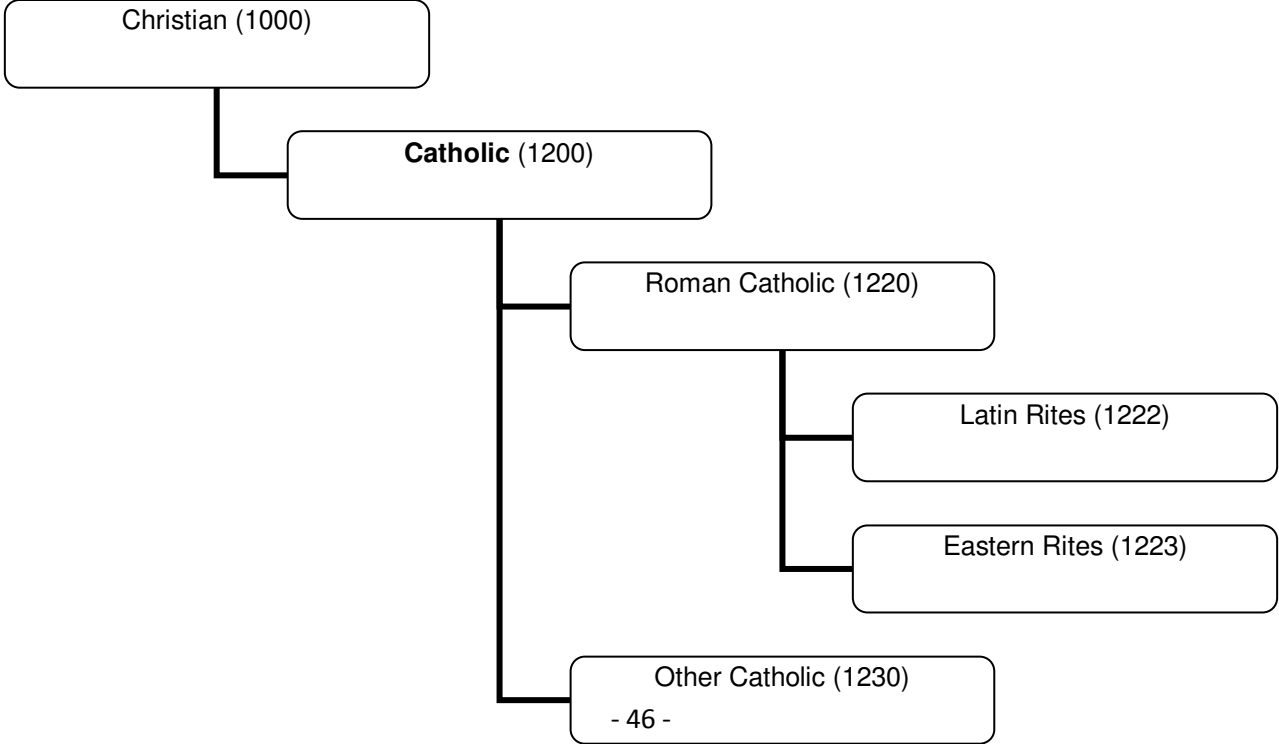 Christian (1000)
Catholic (1200)
Roman Catholic (1220)
Latin Rites (1222)
Eastern Rites (1223)
Other Catholic (1230)
- 46 -